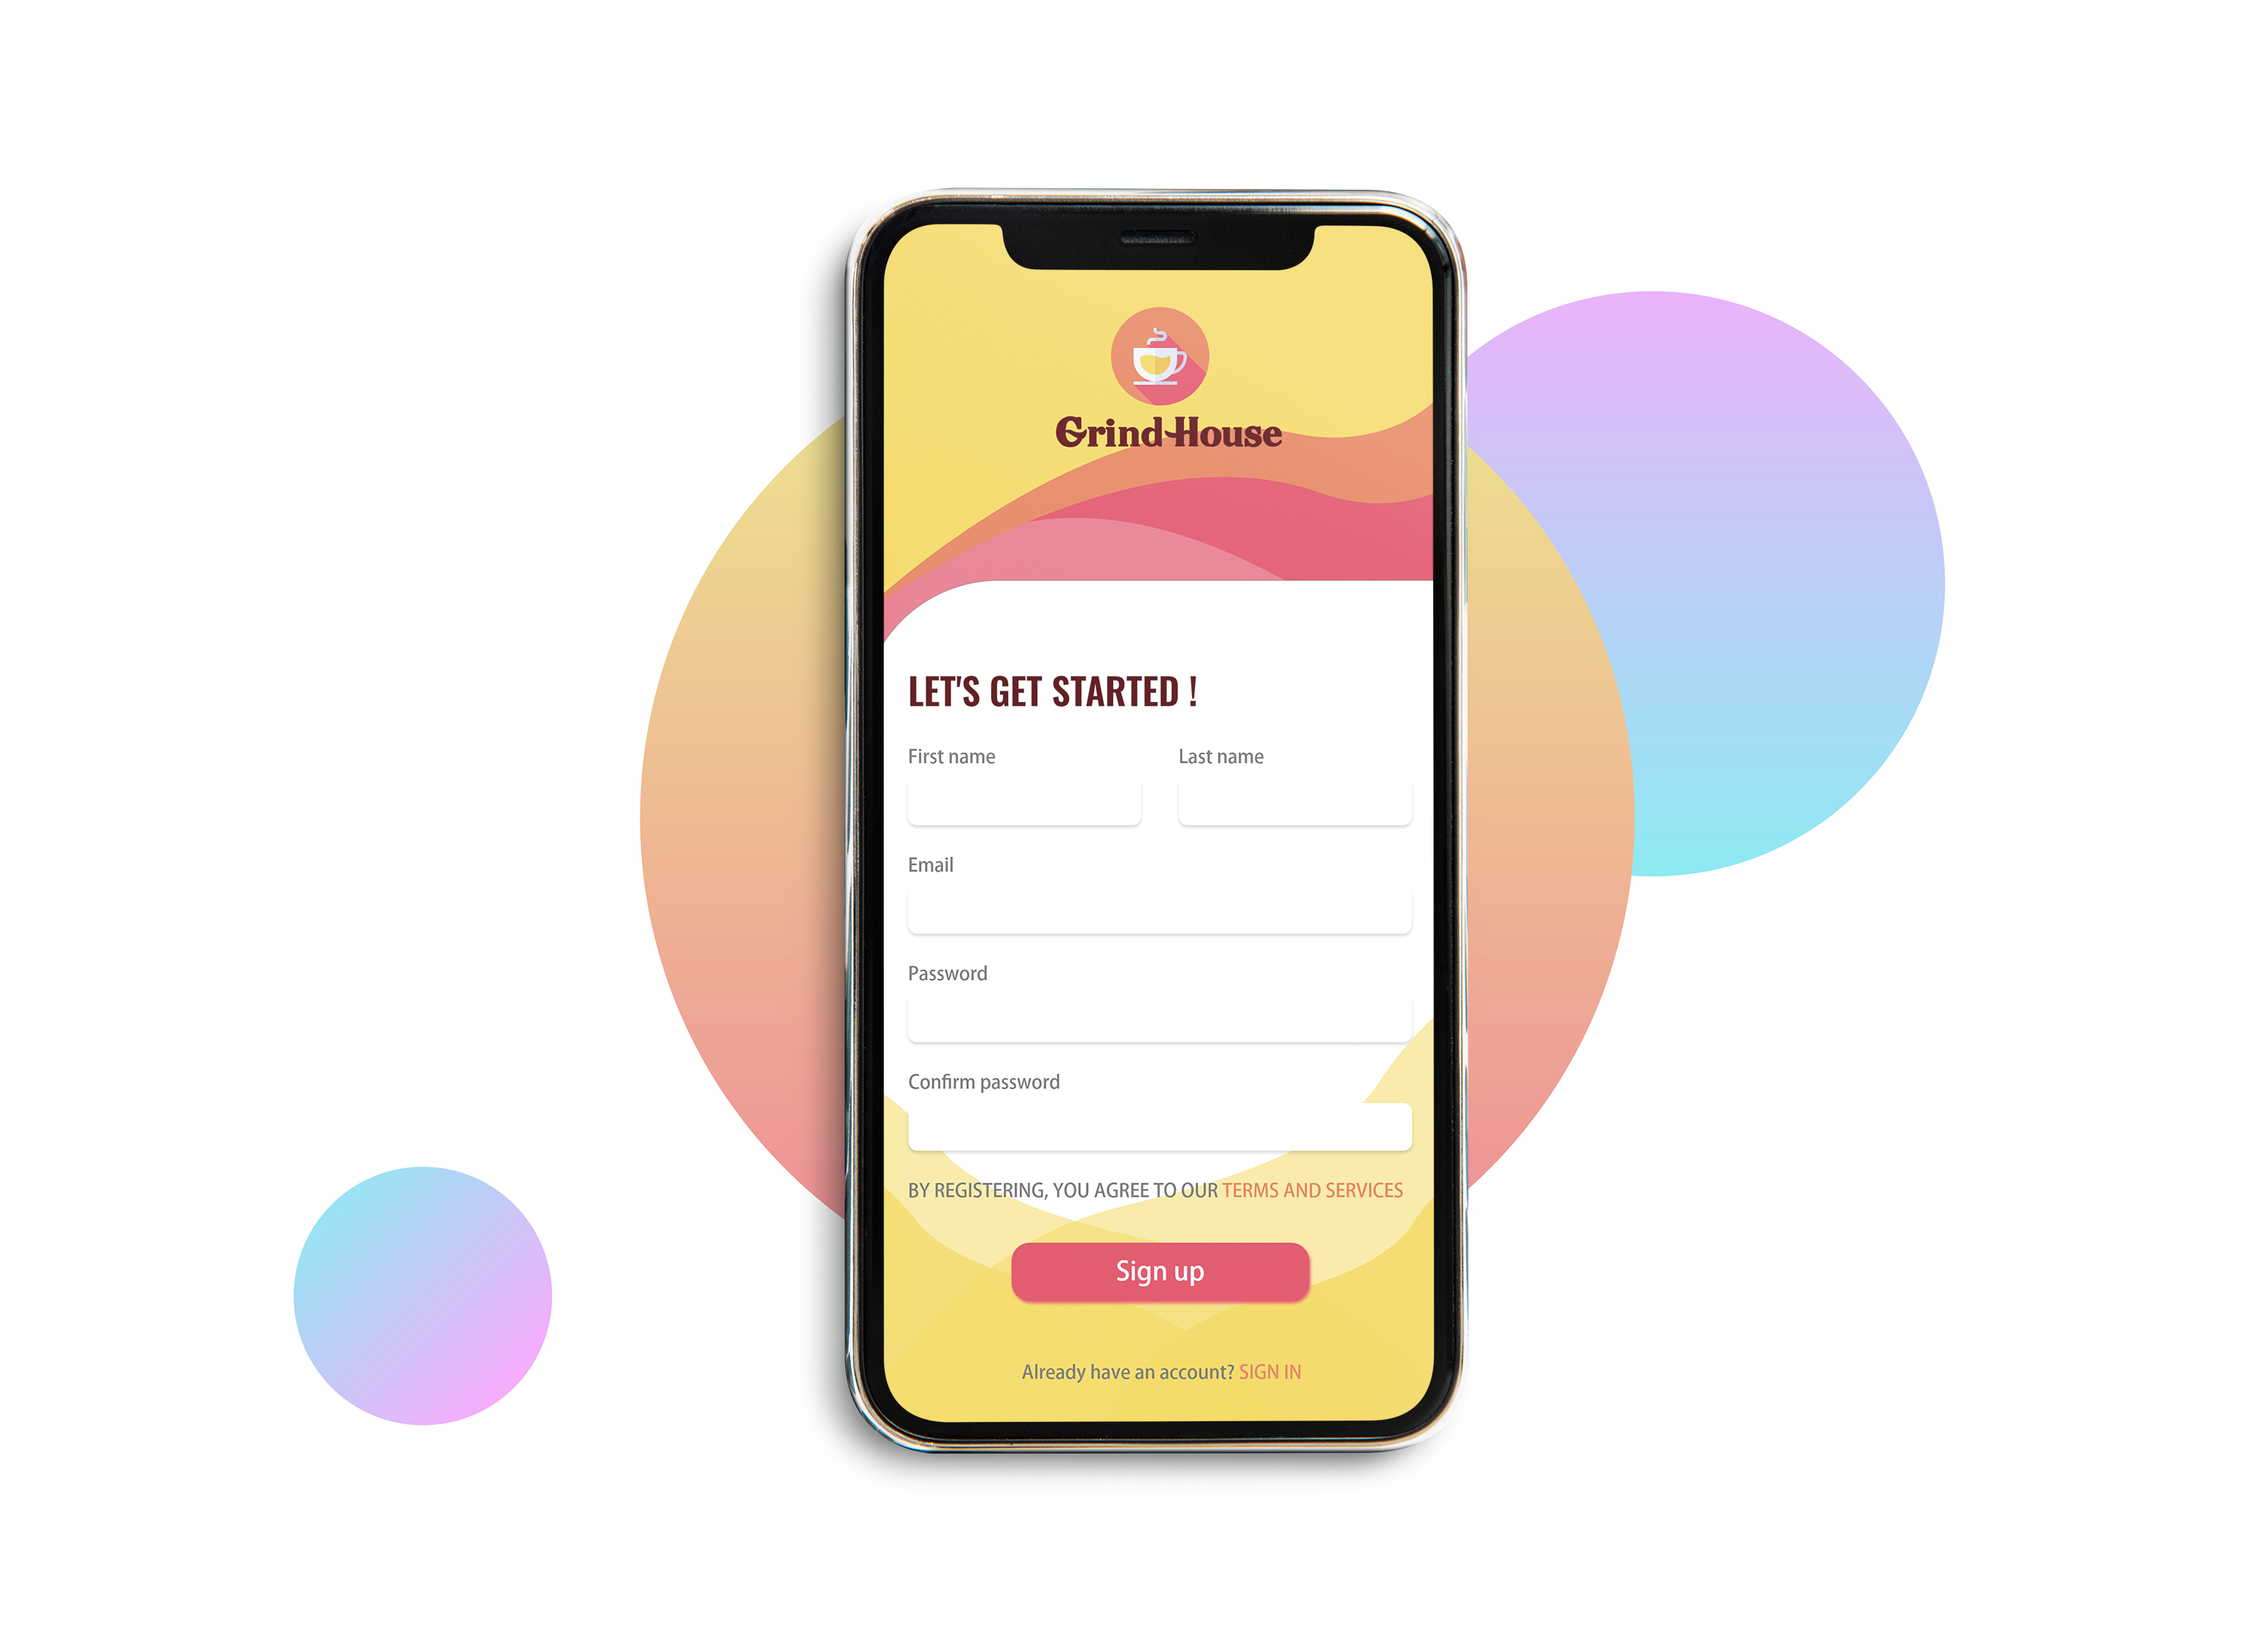 Grind House
LET'S GET STARTED !
First name
Last name
Email
Password
Confirm password
BY REGISTERING, YOU AGREE TO OUR TERMS AND SERVICES
Sign up
Already have an account? SIGN IN